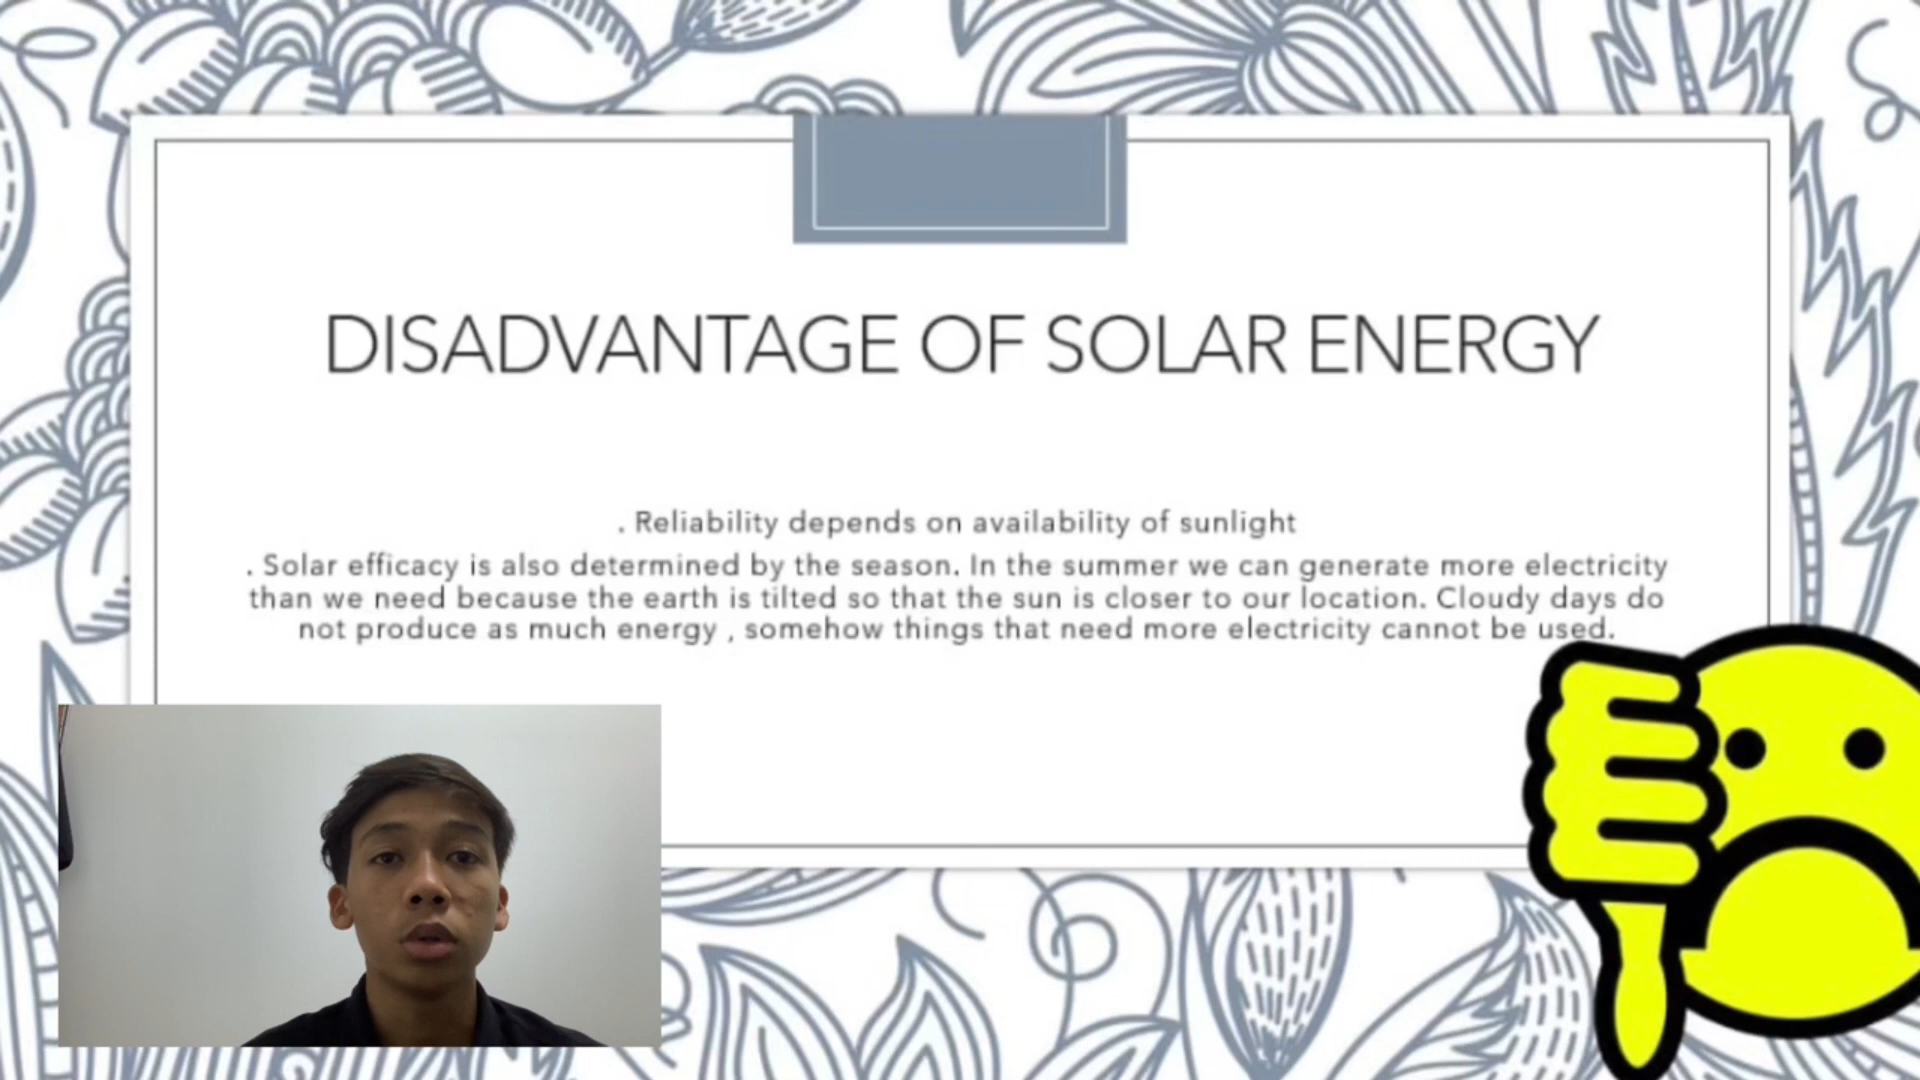 DISADVANTAGE OF SOLAR ENERGY
. Reliability depends on availability of sunlight
. Solar efficacy is also determined by the season. In the summer we can generate more electricity
than we need because the earth is tilted so that the sun is closer to our location. Cloudy days do
not produce as much energy , somehow things that need more electricity cannot be used.